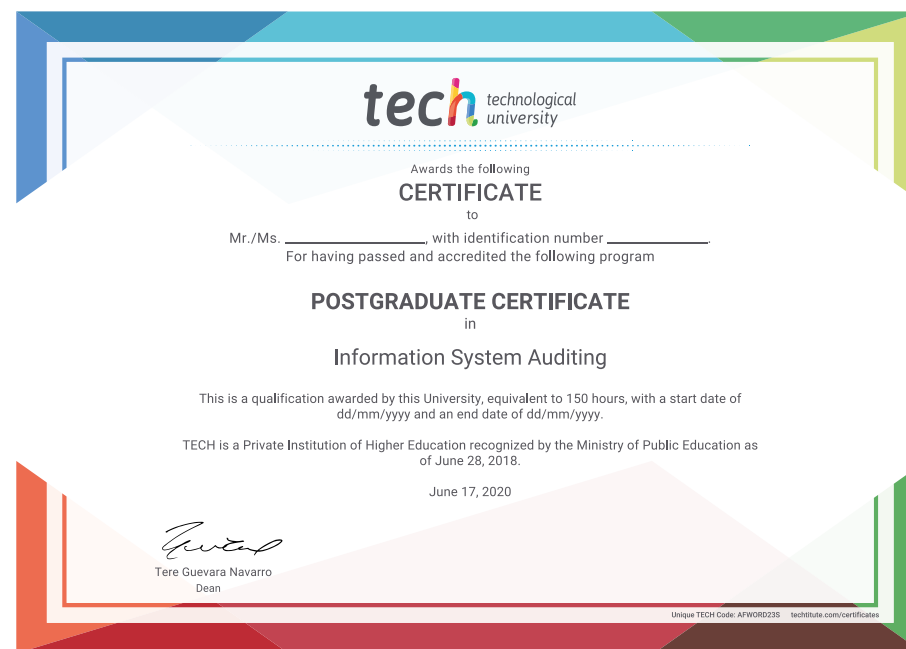 tech technological
university
Awards the following
CERTIFICATE
to
Mr./Ms. ____________________, with identification number ______________.
For having passed and accredited the following program
POSTGRADUATE CERTIFICATE
in
Information System Auditing
This is a qualification awarded by this University, equivalent to 150 hours, with a start date of
dd/mm/yyyy and an end date of dd/mm/yyyy.
TECH is a Private Institution of Higher Education recognized by the Ministry of Public Education as
of June 28, 2018.
June 17, 2020
Tere Guevara Navarro
Dean
Unique TECH Code: AFWORD23S techtitute.com/certificates